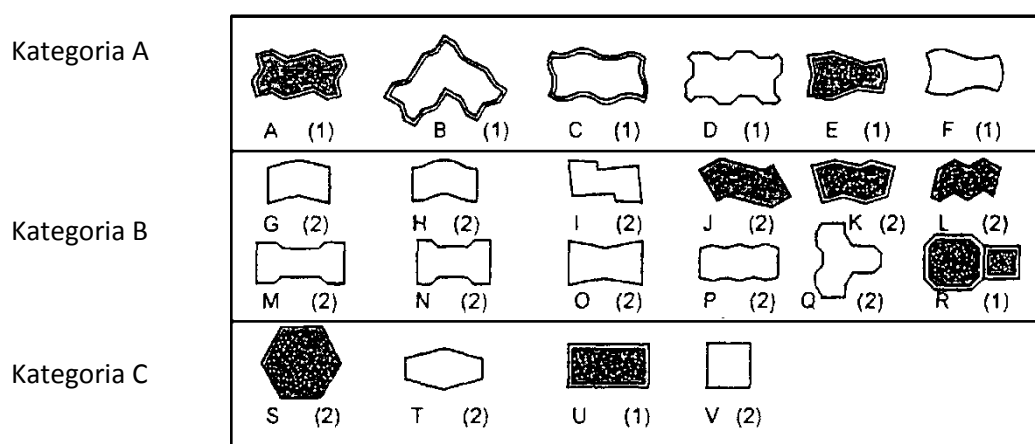 Kategoria A
A (1) B (1) C (1) D (1) E (1) F (1)
Kategoria B
G (2) H (2) I (2) J (2) K (2) L (2)
M (2) N (2) O (2) P (2) Q (2) R (1)
Kategoria C
S (2) T (2) U (1) V (2)